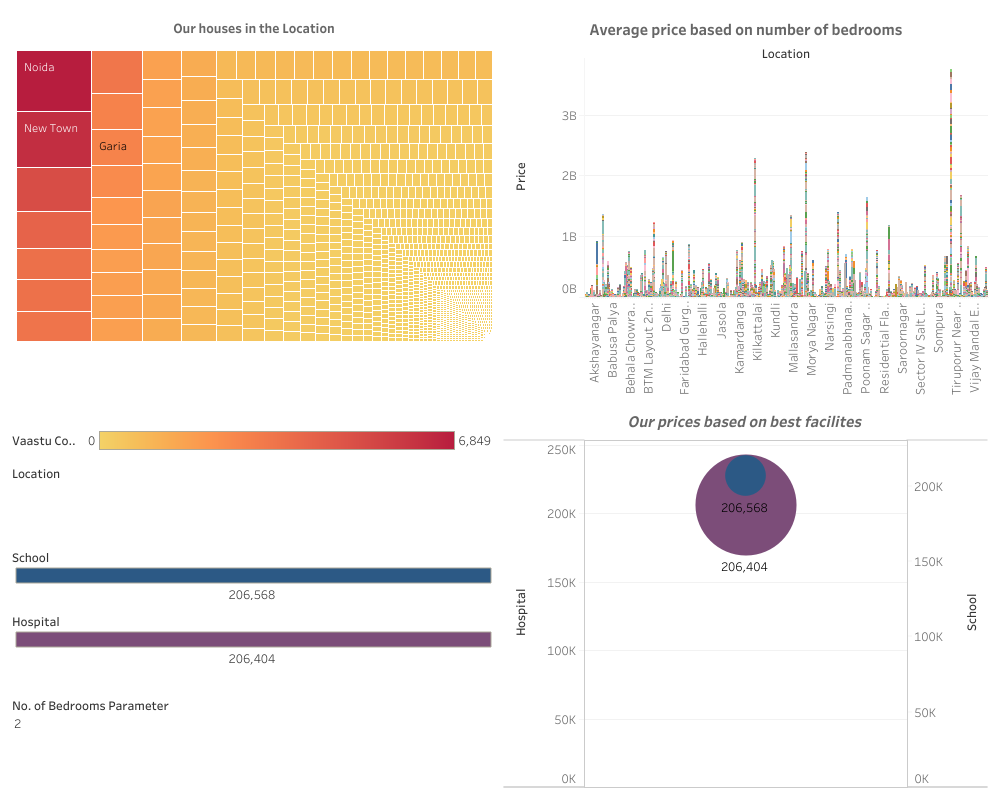 Our houses in the Location
Noida
New Town
Garia
Average price based on number of bedrooms
Location
Price
3B
2B
1B
0B
Akshayanagar
Babusa Palya
Behala Chowra..
BTM Layout 2n..
Delhi
Faridabad Gurg..
Hallehalli
Jasola
Kamardanga
Kilkattalai
Kundli
Mallasandra
Morya Nagar
Narsingi
Padmanabhana..
Poonam Sagar ..
Residential Fla..
Saroornagar
Sector IV Salt L..
Sompura
Tiruporur Near ..
Vijay Mandal E..
Vaastu Co..
0
6,849
Location
School
206,568
Hospital
206,404
No. of Bedrooms Parameter
2
Our prices based on best facilites
Hospital
250K
200K
150K
100K
50K
0K
206,568
206,404
200K
150K
100K
50K
0K
School